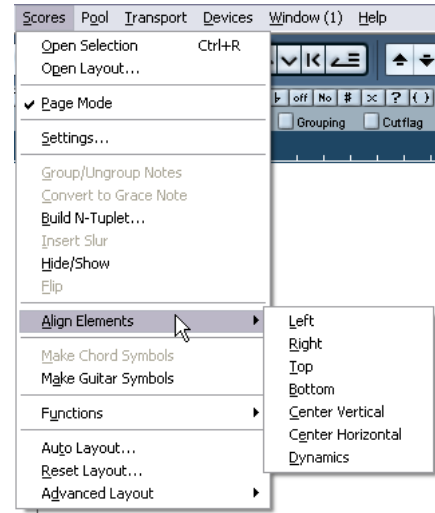 Scores Pool Transport Devices Window (1) Help
Open Selection Ctrl+R
Open Layout...
✓ Page Mode
off No # x ? ( )
Grouping Cutflag
Settings...
Group/Ungroup Notes
Convert to Grace Note
Build N-Tuplet...
Insert Slur
Hide/Show
Flip
Align Elements
Left
Right
Top
Bottom
Center Vertical
Center Horizontal
Dynamics
Make Chord Symbols
Make Guitar Symbols
Functions
Auto Layout...
Reset Layout...
Advanced Layout